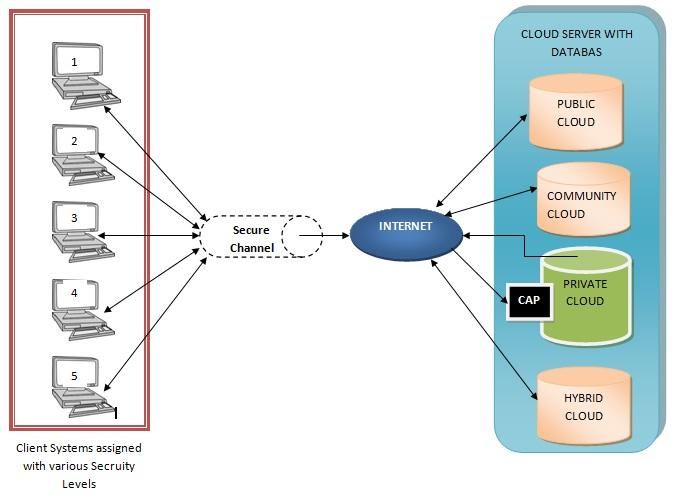 1
2
3
4
5
Client Systems assigned
with various Secruity
Levels
Secure
Channel
INTERNET
CLOUD SERVER WITH
DATABAS
PUBLIC
CLOUD
COMMUNITY
CLOUD
PRIVATE
CLOUD
CAP
HYBRID
CLOUD